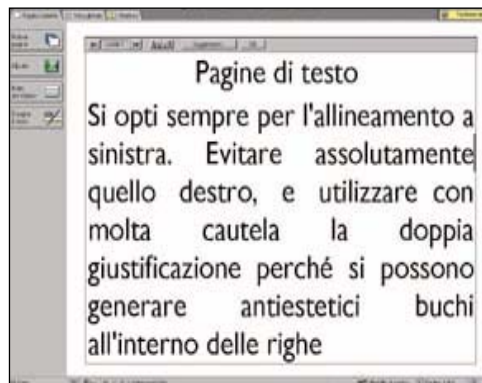 Pagine di testo
Si opti sempre per l'allineamento a
sinistra. Evitare assolutamente
quello destro, e utilizzare con
molta cautela la doppia
giustificazione perché si possono
generare antiestetici buchi
all'interno delle righe